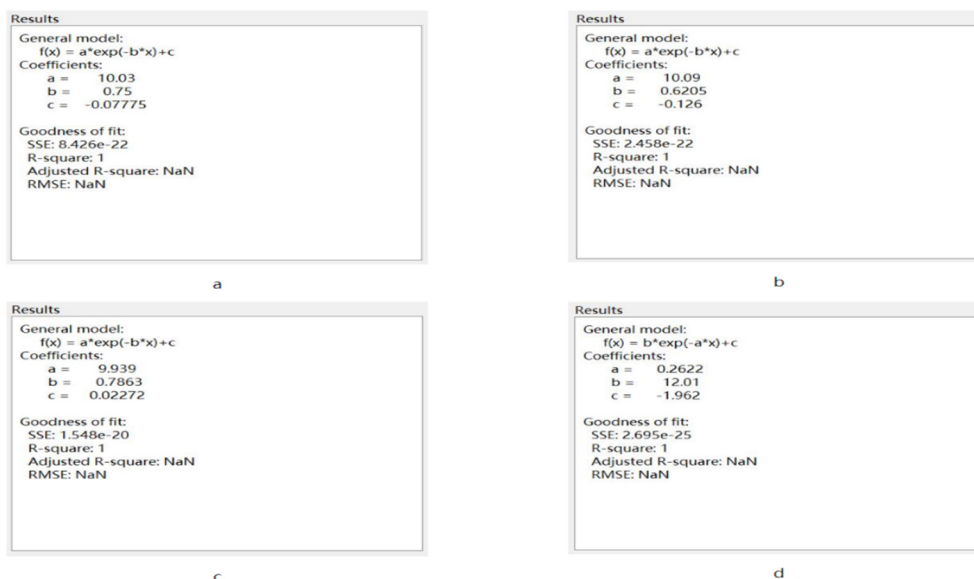 Results
General model:
f(x) = a*exp(-b*x)+c
Coefficients:
a = 10.03
b = 0.75
c = -0.07775
Goodness of fit:
SSE: 8.426e-22
R-square: 1
Adjusted R-square: NaN
RMSE: NaN
a
Results
General model:
f(x) = a*exp(-b*x)+c
Coefficients:
a = 10.09
b = 0.6205
c = -0.126
Goodness of fit:
SSE: 2.458e-22
R-square: 1
Adjusted R-square: NaN
RMSE: NaN
b
Results
General model:
f(x) = a*exp(-b*x)+c
Coefficients:
a = 9.939
b = 0.7863
c = 0.02272
Goodness of fit:
SSE: 1.548e-20
R-square: 1
Adjusted R-square: NaN
RMSE: NaN
c
Results
General model:
f(x) = b*exp(-a*x)+c
Coefficients:
a = 0.2622
b = 12.01
c = -1.962
Goodness of fit:
SSE: 2.695e-25
R-square: 1
Adjusted R-square: NaN
RMSE: NaN
d